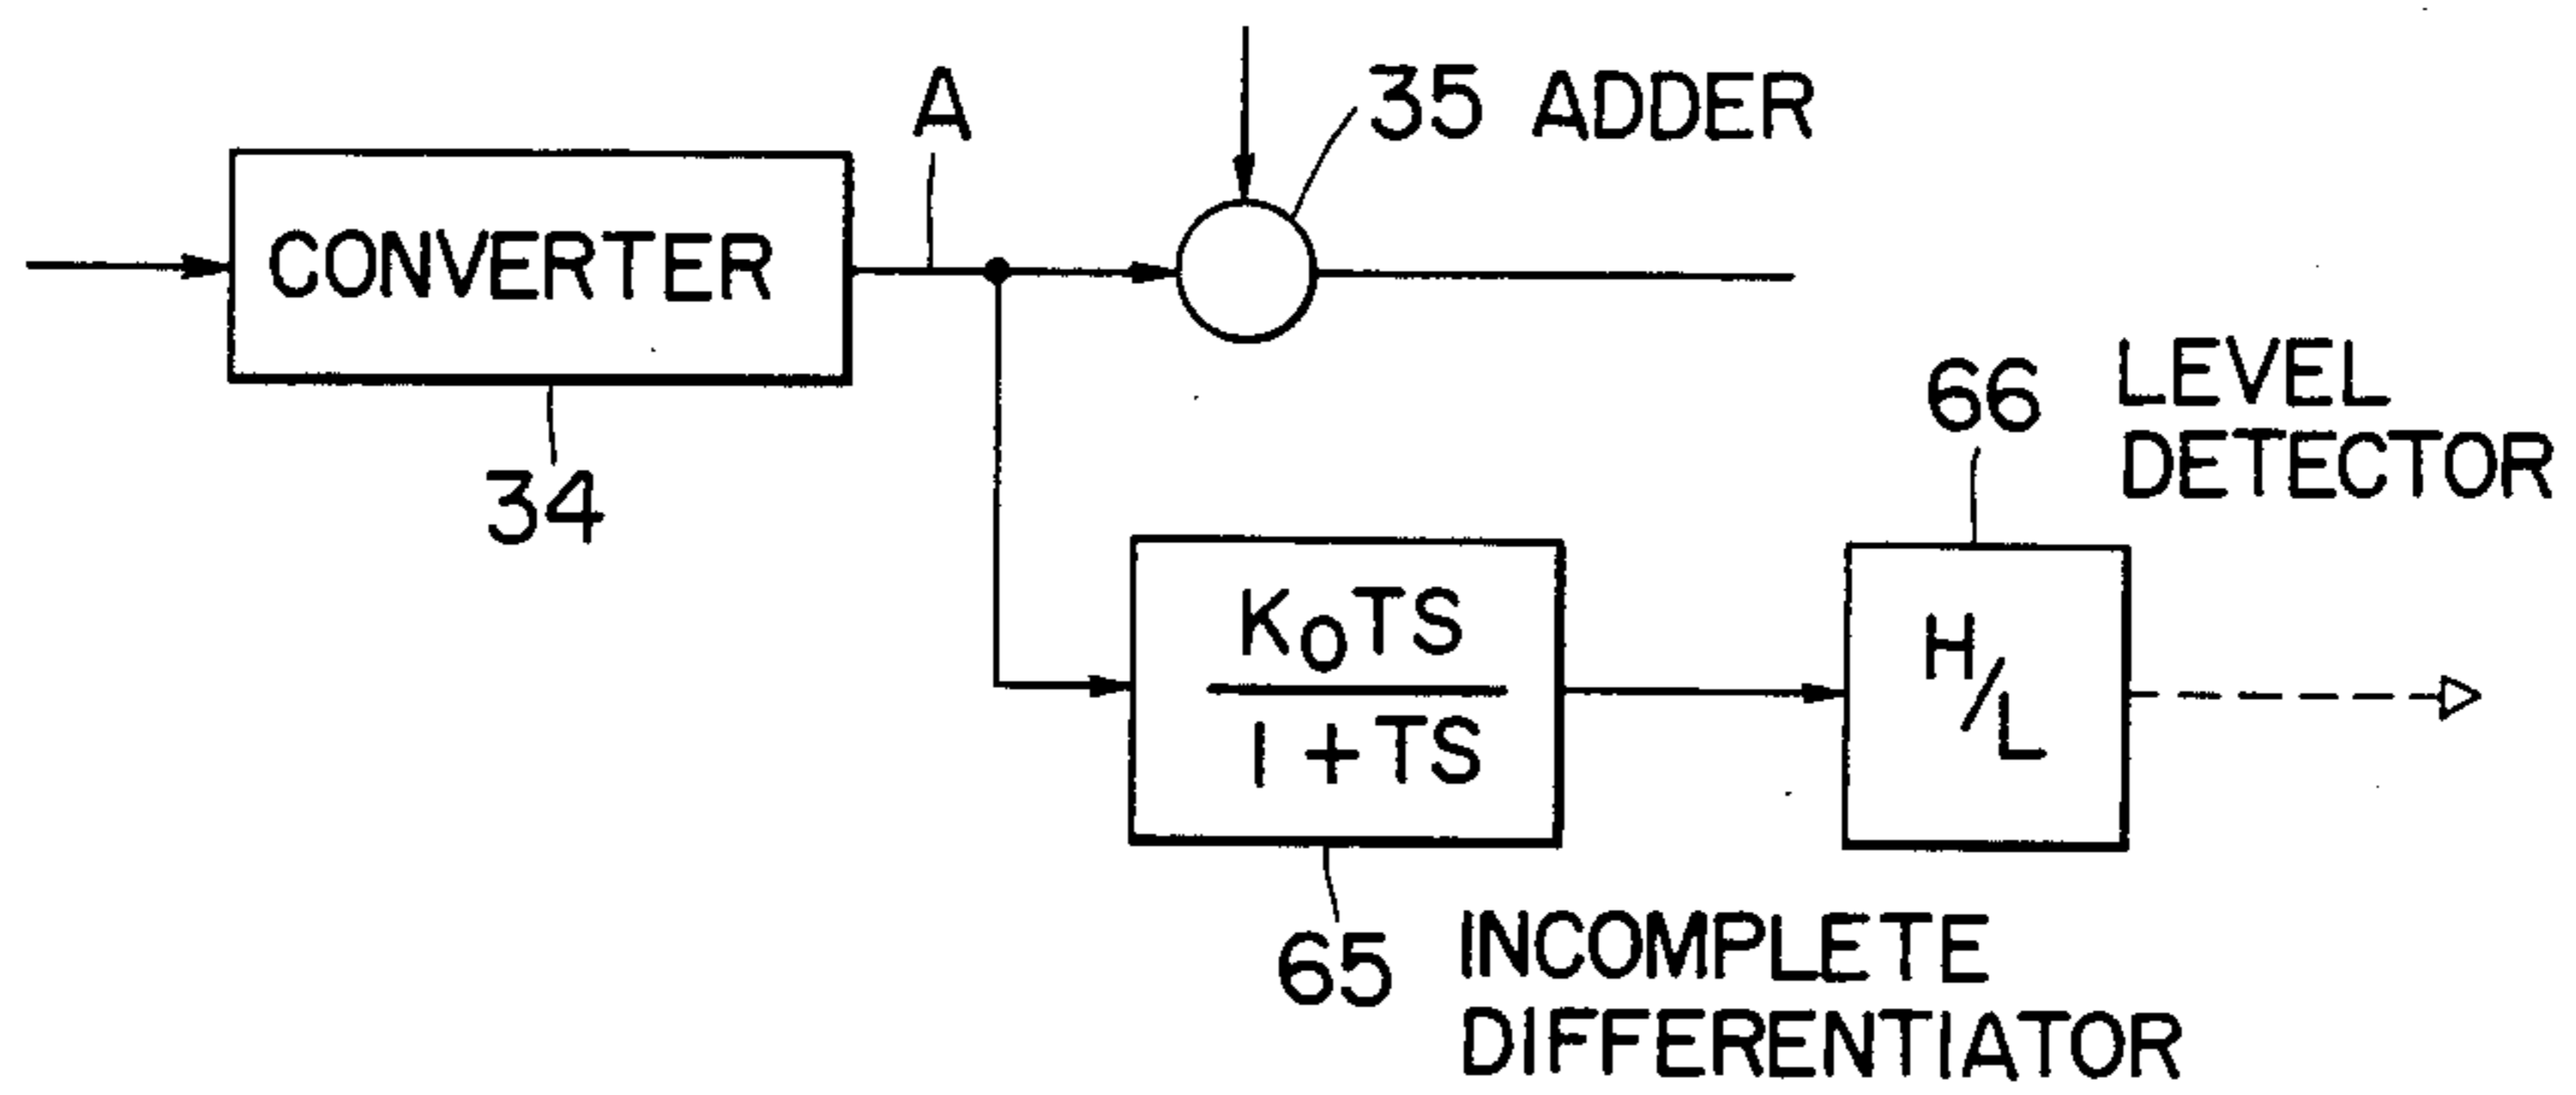 A
35 ADDER
CONVERTER
34
66 LEVEL
DETECTOR
K₀TS
1 + TS
H/L
65 INCOMPLETE
DIFFERENTIATOR